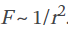 F ~ 1/r².